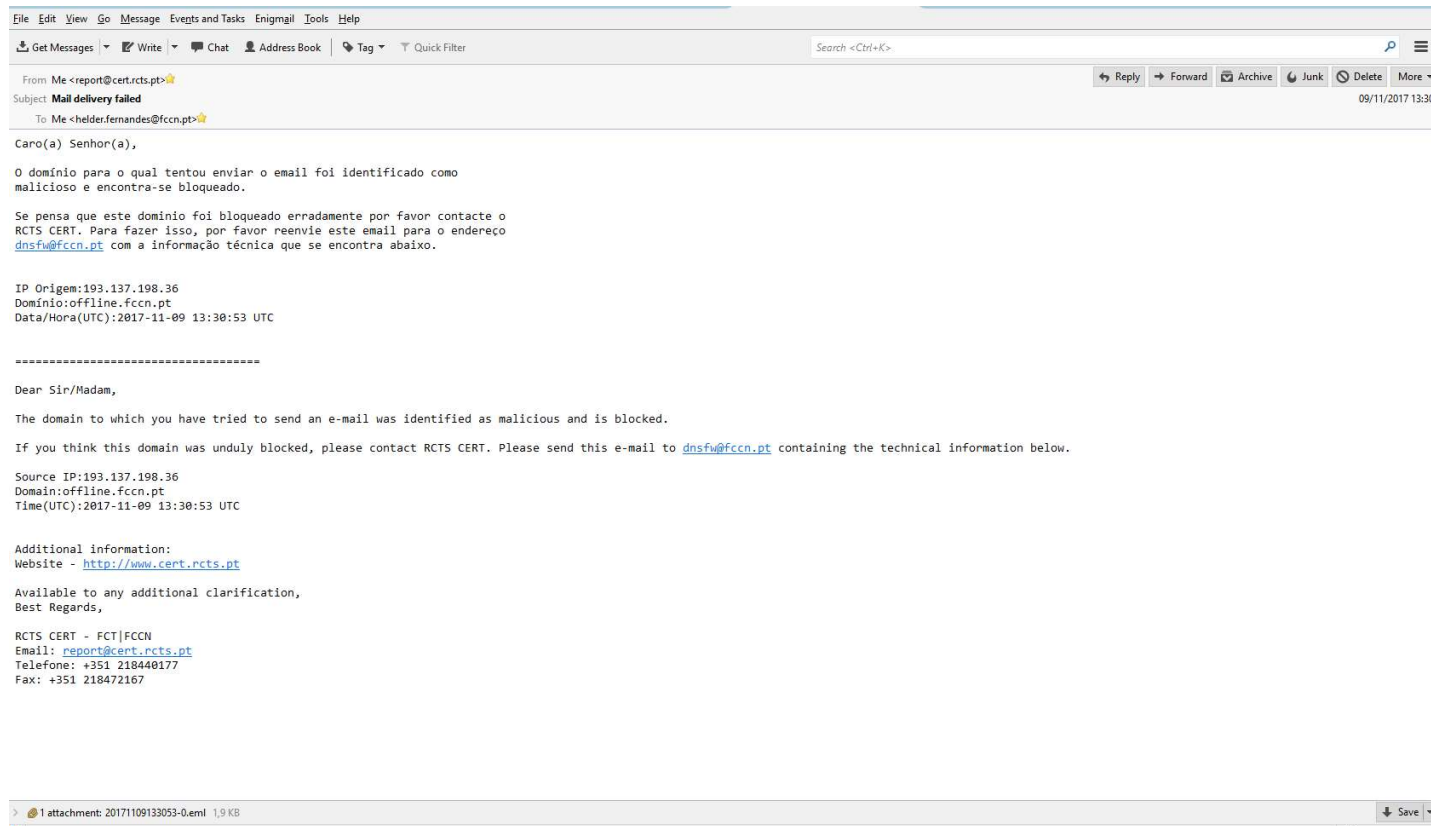 File Edit View Go Message Events and Tasks Enigmail Tools Help
Get Messages Write Chat Address Book Tag Quick Filter Search <Ctrl+K>
From Me <report@cert.rcts.pt> Reply Forward Archive Junk Delete More
Subject Mail delivery failed 09/11/2017 13:30
To Me <helder.fernandes@fccn.pt>
Caro(a) Senhor(a),
O domínio para o qual tentou enviar o email foi identificado como
malicioso e encontra-se bloqueado.
Se pensa que este dominio foi bloqueado erradamente por favor contacte o
RCTS CERT. Para fazer isso, por favor reenvie este email para o endereço
dnsfw@fccn.pt com a informação técnica que se encontra abaixo.
IP Origem:193.137.198.36
Domínio:offline.fccn.pt
Data/Hora(UTC):2017-11-09 13:30:53 UTC
====================================
Dear Sir/Madam,
The domain to which you have tried to send an e-mail was identified as malicious and is blocked.
If you think this domain was unduly blocked, please contact RCTS CERT. Please send this e-mail to dnsfw@fccn.pt containing the technical information below.
Source IP:193.137.198.36
Domain:offline.fccn.pt
Time(UTC):2017-11-09 13:30:53 UTC
Additional information:
Website - http://www.cert.rcts.pt
Available to any additional clarification,
Best Regards,
RCTS CERT - FCT|FCCN
Email: report@cert.rcts.pt
Telefone: +351 218440177
Fax: +351 218472167
1 attachment: 20171109133053-0.eml 1,9 KB Save